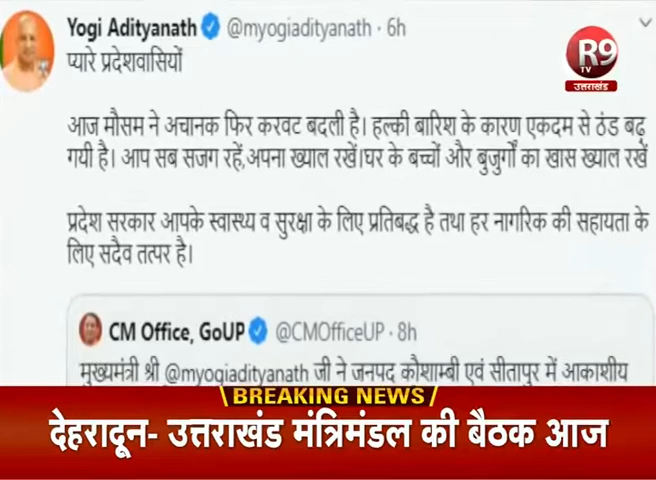 Yogi Adityanath @myogiadityanath · 6h
प्यारे प्रदेशवासियों
R9
TV
उत्तराखंड
आज मौसम ने अचानक फिर करवट बदली है। हल्की बारिश के कारण एकदम से ठंड बढ़
गयी है। आप सब सजग रहें,अपना ख्याल रखें।घर के बच्चों और बुजुर्गों का खास ख्याल रखें
प्रदेश सरकार आपके स्वास्थ्य व सुरक्षा के लिए प्रतिबद्ध है तथा हर नागरिक की सहायता के
लिए सदैव तत्पर है।
CM Office, GoUP @CMOfficeUP · 8h
मुख्यमंत्री श्री @myogiadityanath जी ने जनपद कौशाम्बी एवं सीतापुर में आकाशीय
\BREAKING NEWS/
देहरादून- उत्तराखंड मंत्रिमंडल की बैठक आज